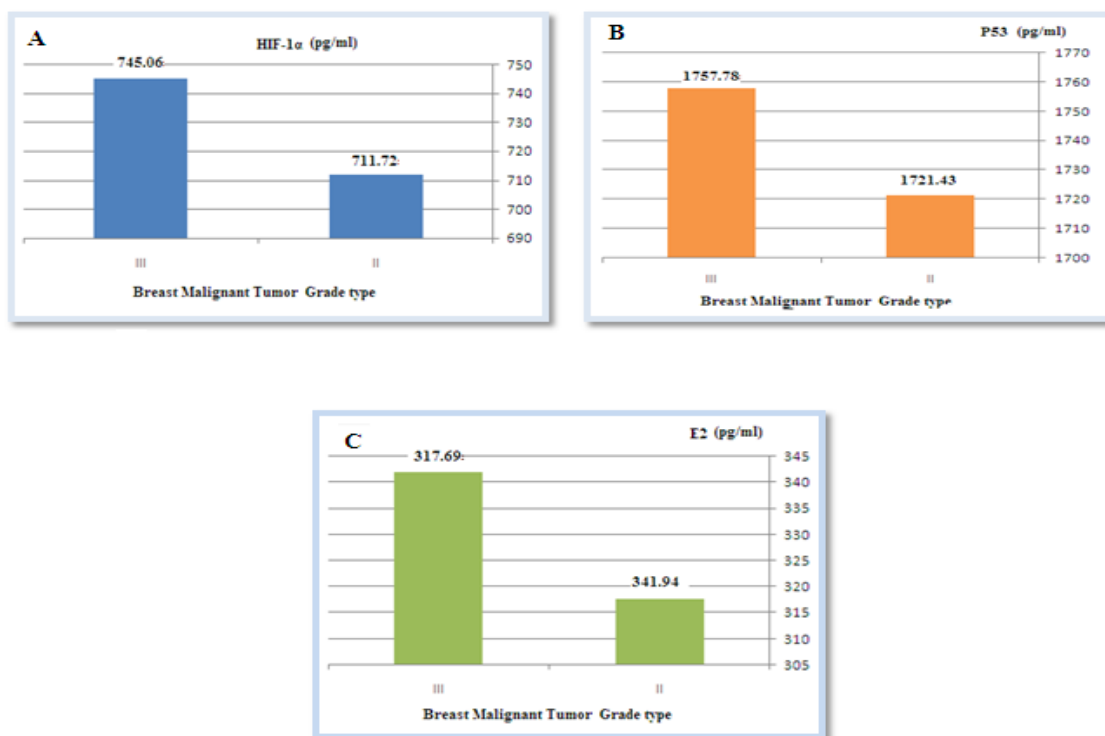 A
HIF-1α (pg/ml)
745.06
711.72
750
740
730
720
710
700
690
III
II
Breast Malignant Tumor Grade type
B
P53 (pg/ml)
1757.78
1721.43
1770
1760
1750
1740
1730
1720
1710
1700
III
II
Breast Malignant Tumor Grade type
C
E2 (pg/ml)
317.69
341.94
345
340
335
330
325
320
315
310
305
III
II
Breast Malignant Tumor Grade type